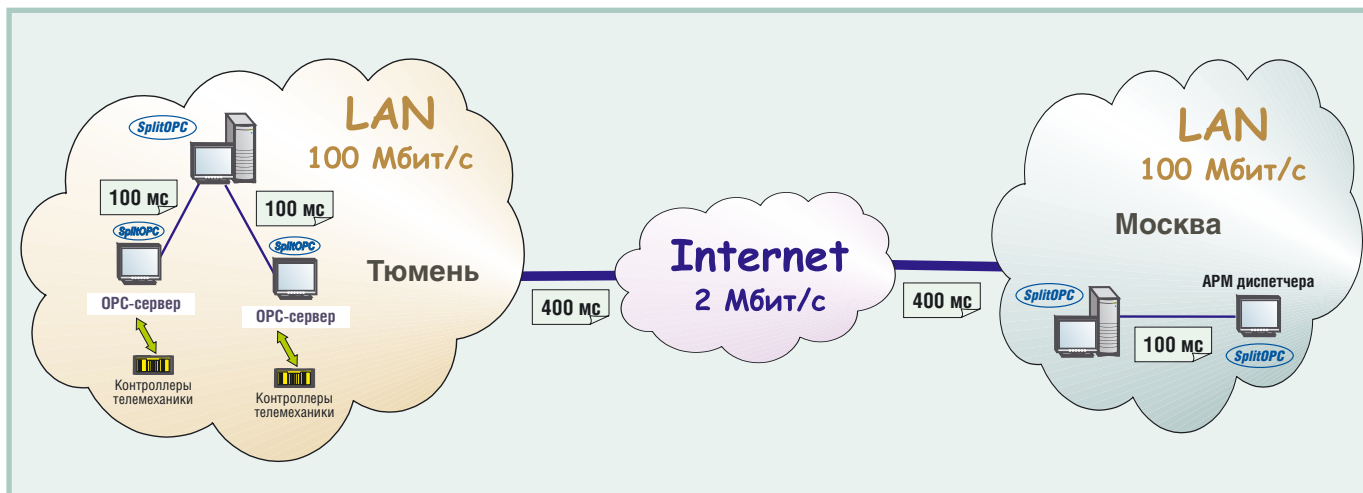 LAN
100 Мбит/с
SplitOPC
100 мс
100 мс
SplitOPC
SplitOPC
Тюмень
OPC-сервер
OPC-сервер
Контроллеры
телемеханики
Контроллеры
телемеханики
400 мс
Internet
2 Мбит/с
400 мс
LAN
100 Мбит/с
Москва
SplitOPC
АРМ диспетчера
100 мс
SplitOPC